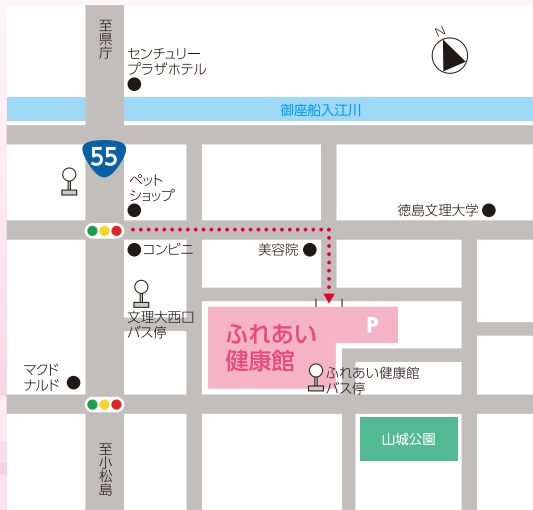 至県庁
センチュリー
プラザホテル
N
御座船入江川
55
ペット
ショップ
徳島文理大学
コンビニ
美容院
文理大西口
バス停
ふれあい
健康館
P
マクド
ナルド
ふれあい健康館
バス停
山城公園
至小松島